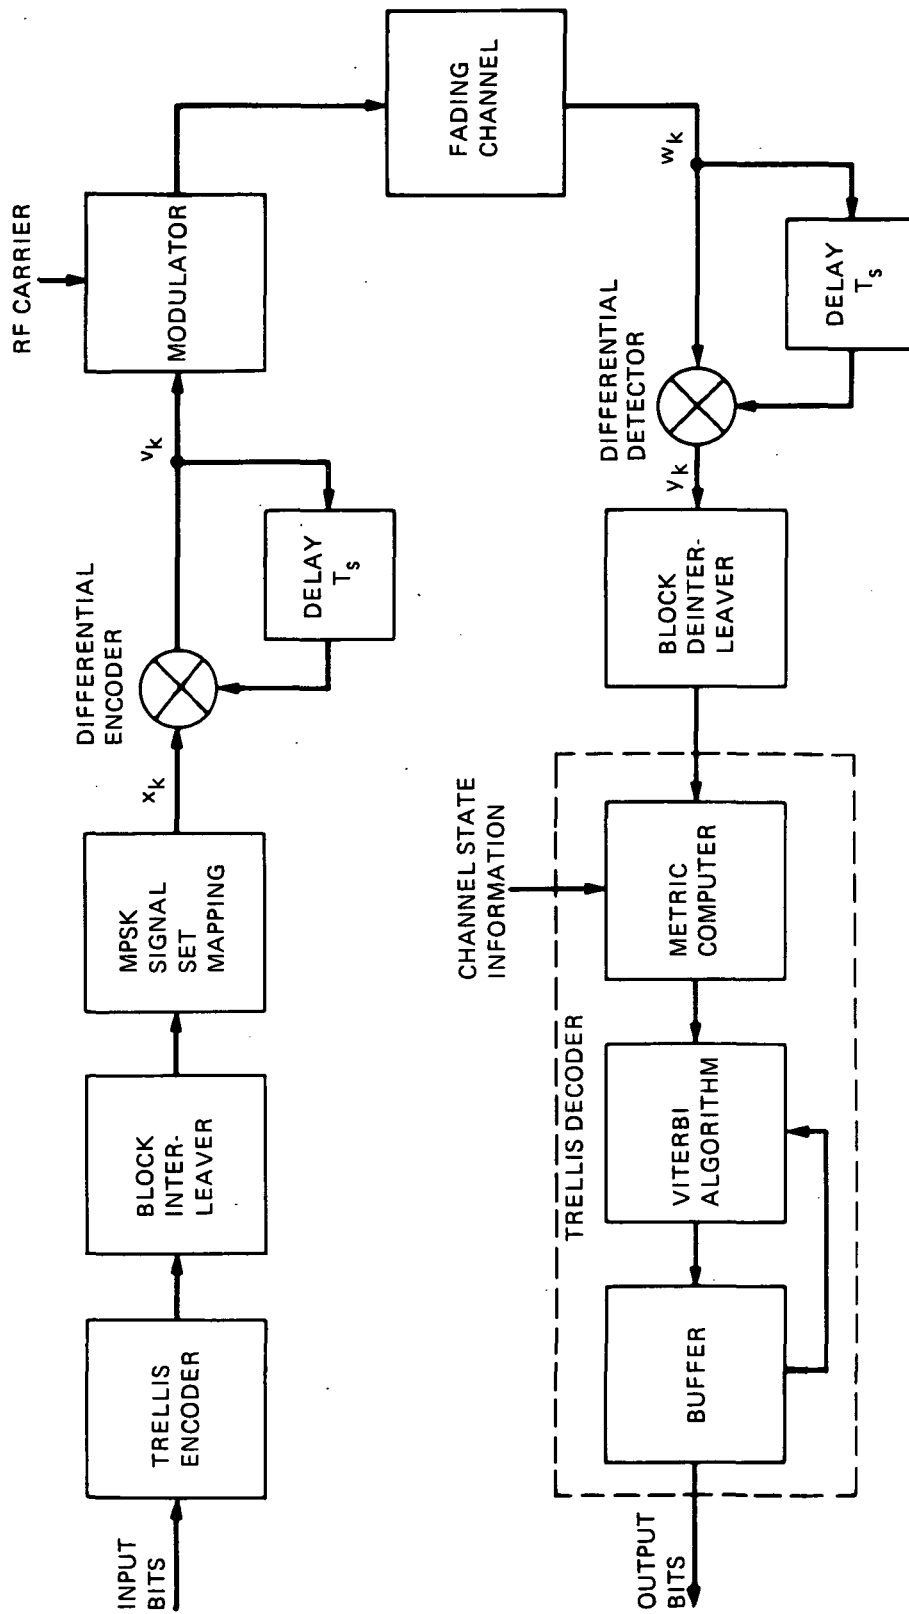 INPUT
BITS
TRELLIS
ENCODER
BLOCK
INTER-
LEAVER
MPSK
SIGNAL
SET
MAPPING
x_k
DIFFERENTIAL
ENCODER
DELAY
T_s
v_k
RF CARRIER
MODULATOR
FADING
CHANNEL
w_k
DELAY
T_s
DIFFERENTIAL
DETECTOR
y_k
BLOCK
DEINTER-
LEAVER
CHANNEL STATE
INFORMATION
METRIC
COMPUTER
TRELLIS DECODER
VITERBI
ALGORITHM
BUFFER
OUTPUT
BITS